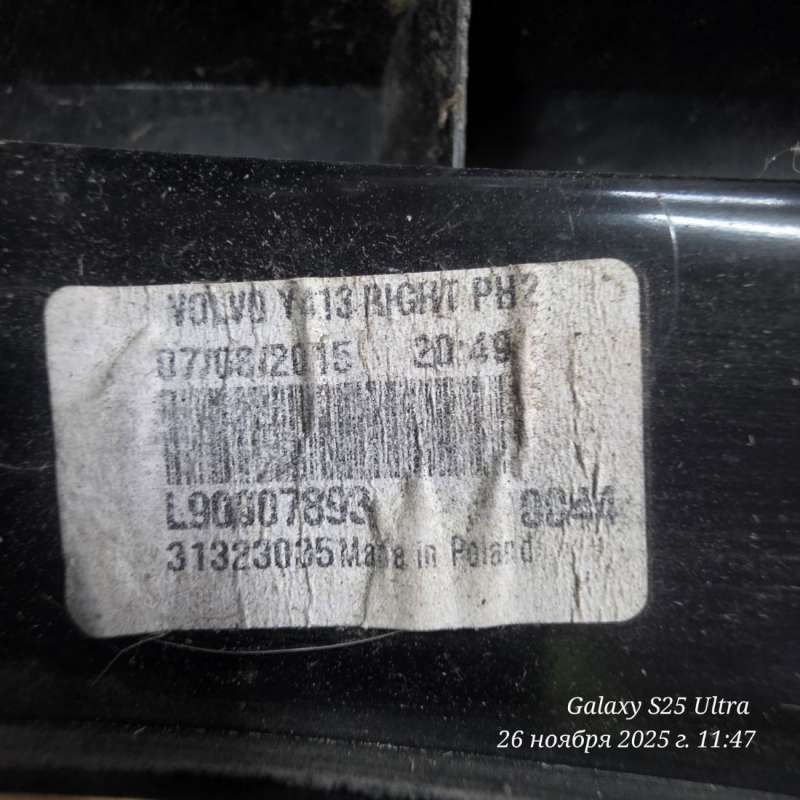 VOLVO Y413 RIGHT PH2
07/08/2015 20:49
L90907893 0044
31323035 Made in Poland
Galaxy S25 Ultra
26 ноября 2025 г. 11:47